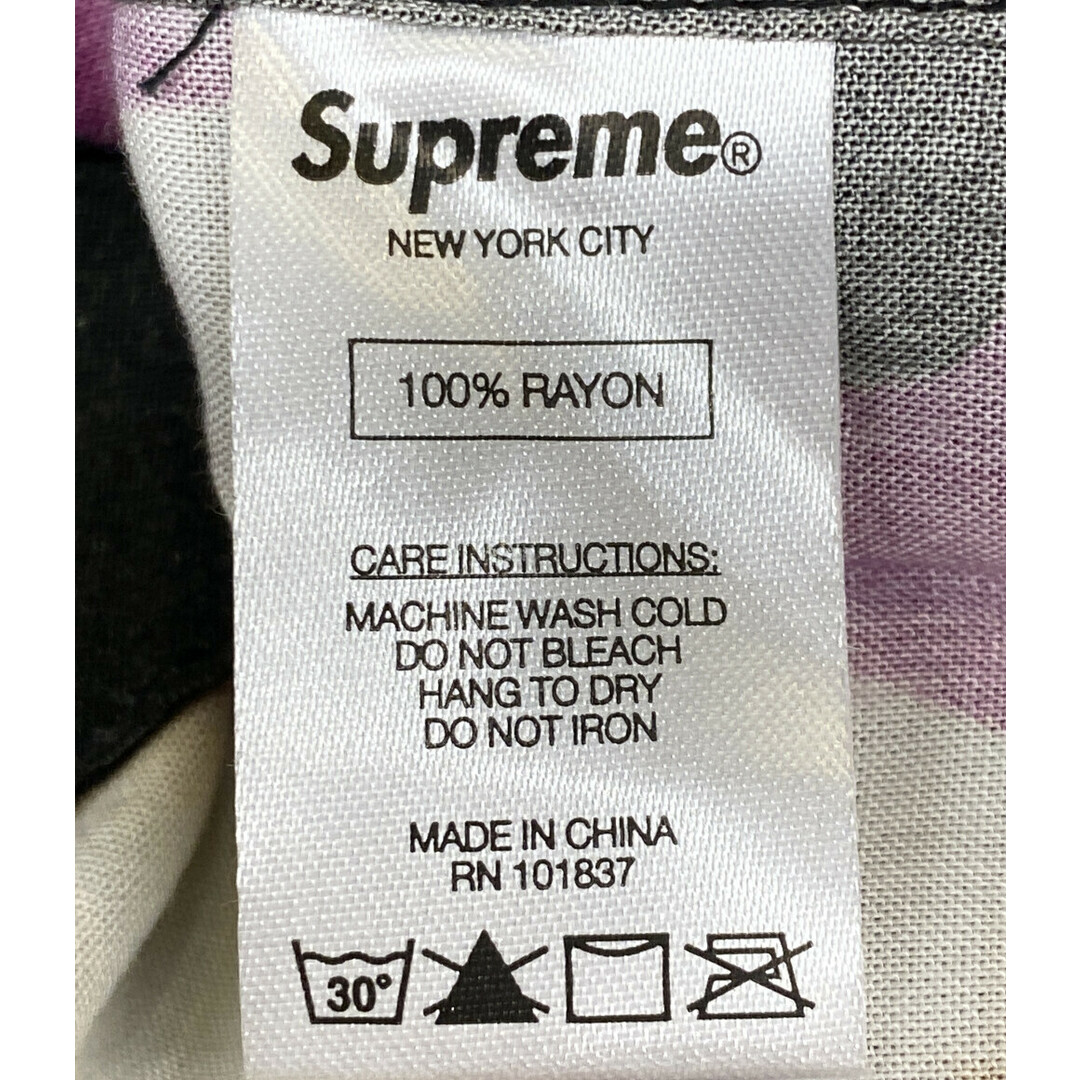 Supreme®
NEW YORK CITY
100% RAYON
CARE INSTRUCTIONS:
MACHINE WASH COLD
DO NOT BLEACH
HANG TO DRY
DO NOT IRON
MADE IN CHINA
RN 101837
30°